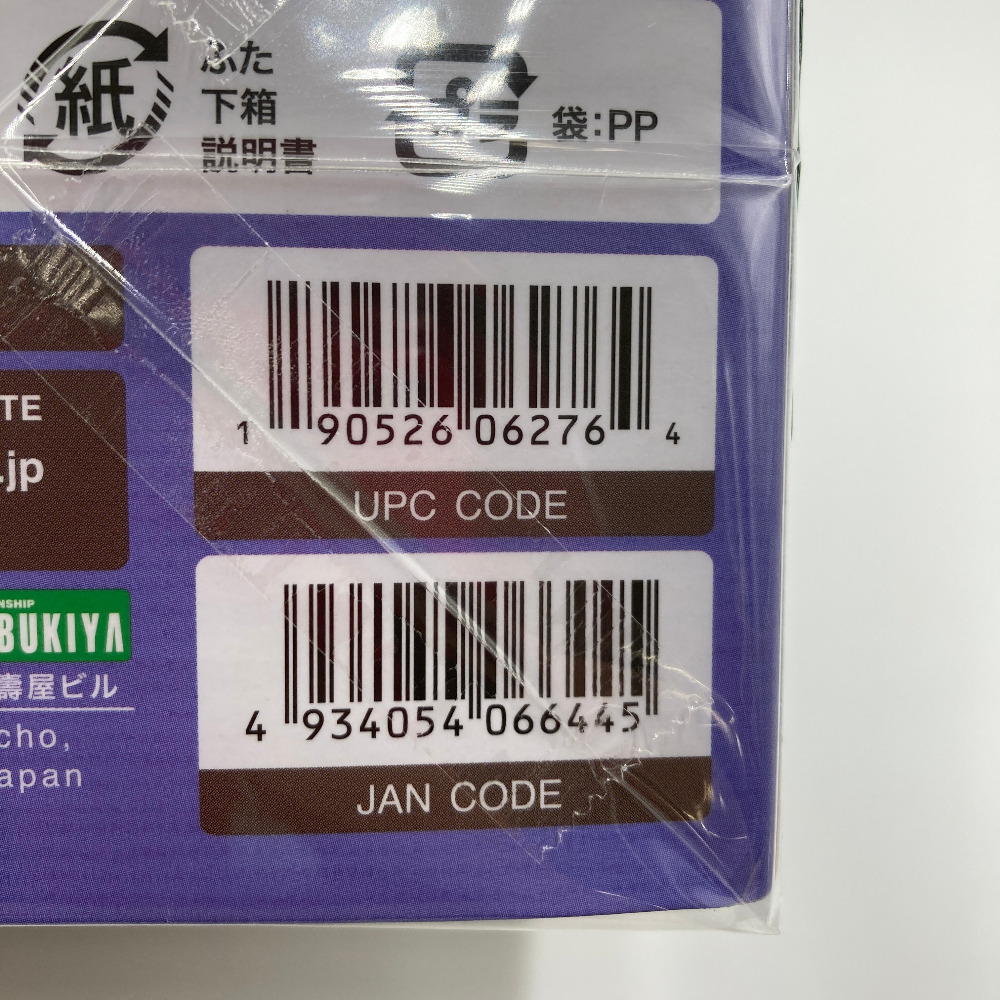 紙
ふた
下箱
説明書
袋:PP
1 90526 06276 4
UPC CODE
TE
.jp
4 934054 066445
JAN CODE
NSHIP
BUKIYA
壽屋ビル
cho,
apan